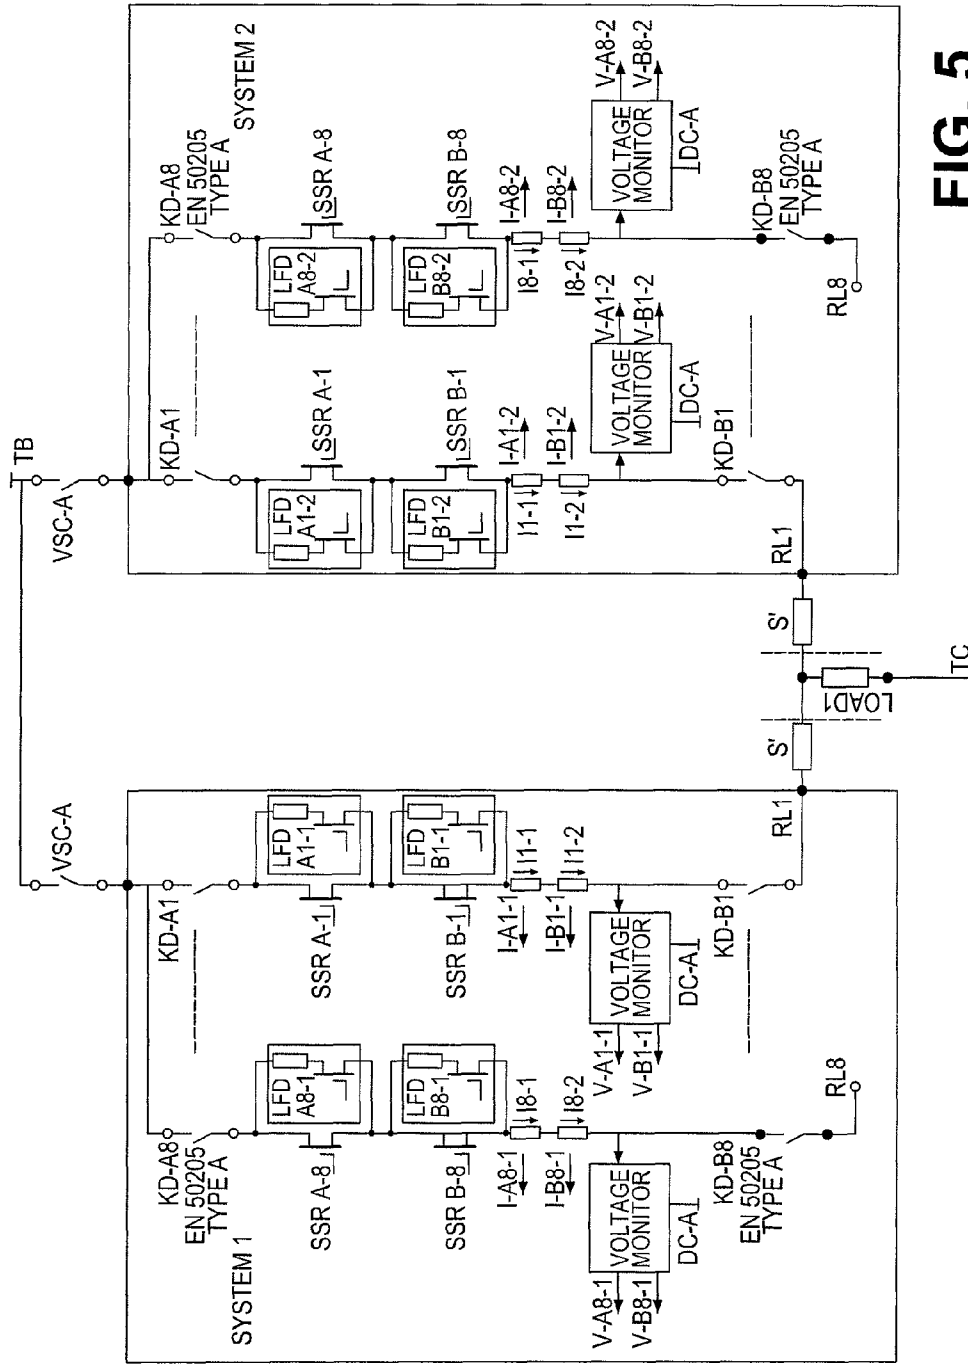 TB
VSC-A
VSC-A
SYSTEM 1
KD-A8
EN 50205
TYPE A
KD-A1
LFD
A8-1
SSR A-8
LFD
A1-1
SSR A-1
LFD
B8-1
SSR B-8
LFD
B1-1
SSR B-1
I-A8-1
I8-1
I-B8-1
I8-2
I-A1-1
I1-1
I-B1-1
I1-2
V-A8-1
V-B8-1
VOLTAGE
MONITOR
DC-A
V-A1-1
V-B1-1
VOLTAGE
MONITOR
DC-A
KD-B8
EN 50205
TYPE A
RL8
KD-B1
RL1
S'
LOAD1
TC
S'
SYSTEM 2
KD-A1
KD-A8
EN 50205
TYPE A
LFD
A1-2
SSR A-1
LFD
A8-2
SSR A-8
LFD
B1-2
SSR B-1
LFD
B8-2
SSR B-8
I-A1-2
I1-1
I-B1-2
I1-2
I-A8-2
I8-1
I-B8-2
I8-2
VOLTAGE
MONITOR
DC-A
V-A1-2
V-B1-2
VOLTAGE
MONITOR
DC-A
V-A8-2
V-B8-2
KD-B1
RL1
KD-B8
EN 50205
TYPE A
RL8
FIG. 5